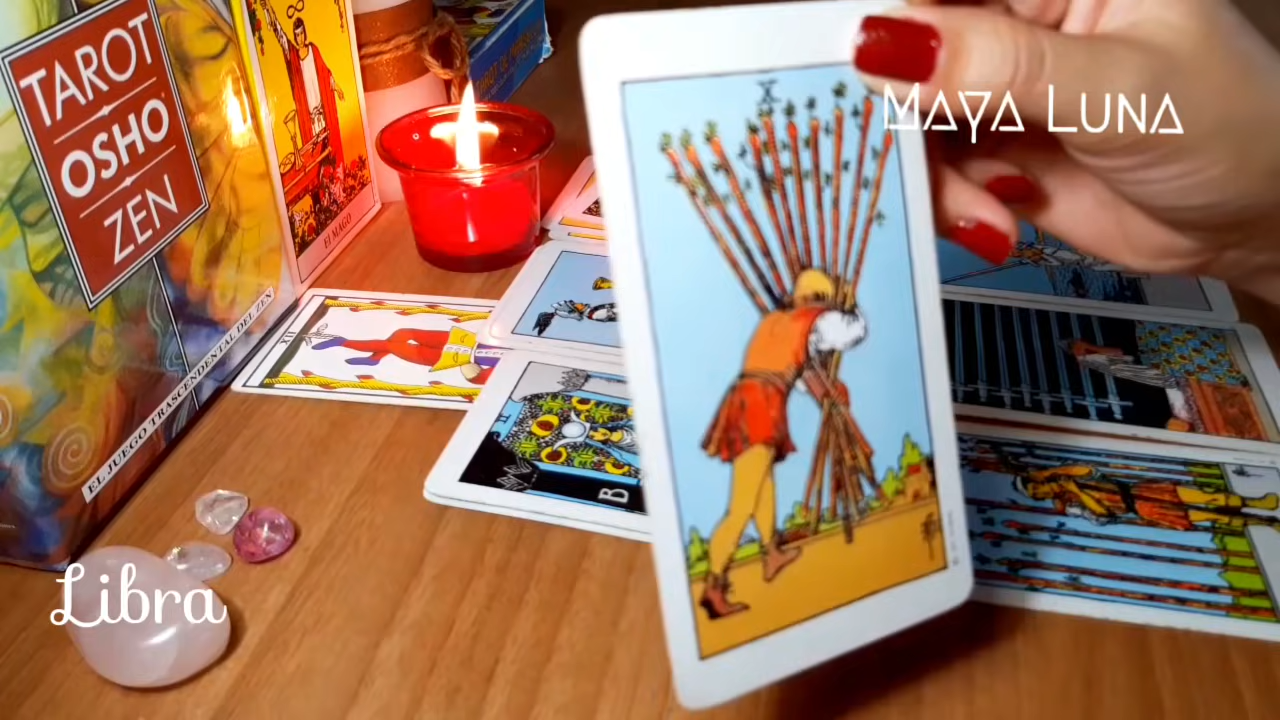 TAROT
OSHO
ZEN
EL JUEGO TRASCENDENTAL DEL ZEN
EL MAGO
X
MAYA LUNA
XII
B
Libra